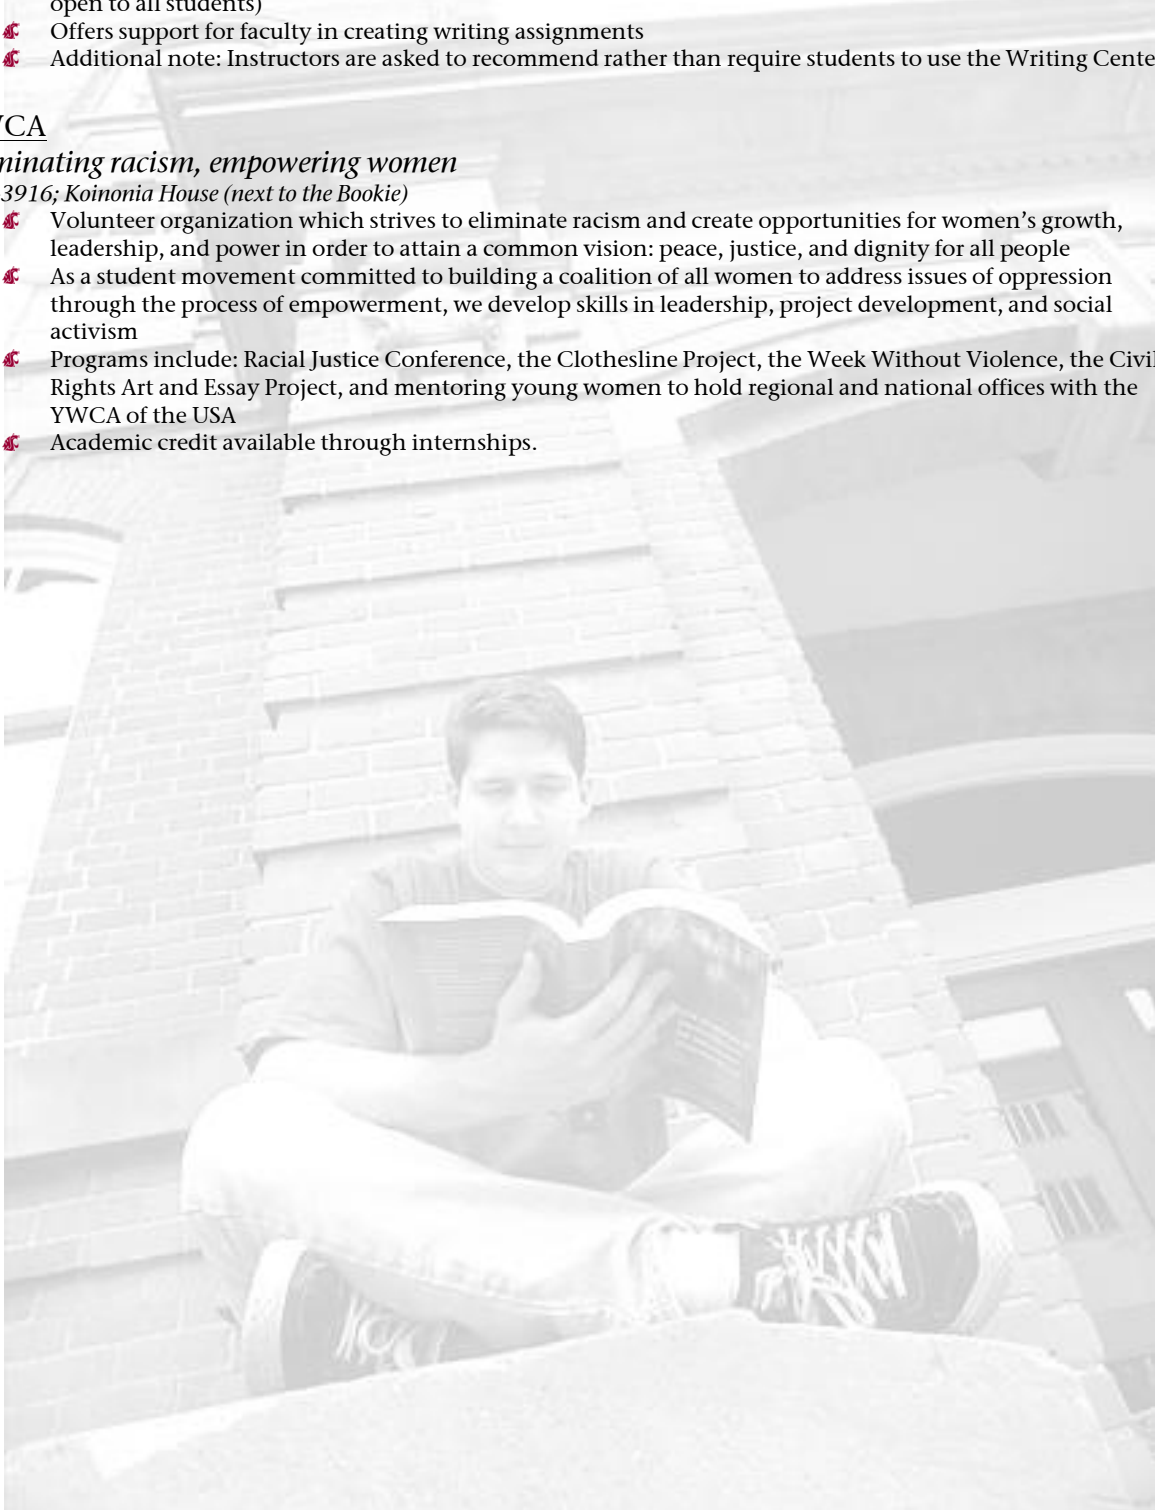 open to all students)
Offers support for faculty in creating writing assignments
Additional note: Instructors are asked to recommend rather than require students to use the Writing Cente
YCA
minating racism, empowering women
3916; Koinonia House (next to the Bookie)
Volunteer organization which strives to eliminate racism and create opportunities for women's growth,
leadership, and power in order to attain a common vision: peace, justice, and dignity for all people
As a student movement committed to building a coalition of all women to address issues of oppression
through the process of empowerment, we develop skills in leadership, project development, and social
activism
Programs include: Racial Justice Conference, the Clothesline Project, the Week Without Violence, the Civil
Rights Art and Essay Project, and mentoring young women to hold regional and national offices with the
YWCA of the USA
Academic credit available through internships.